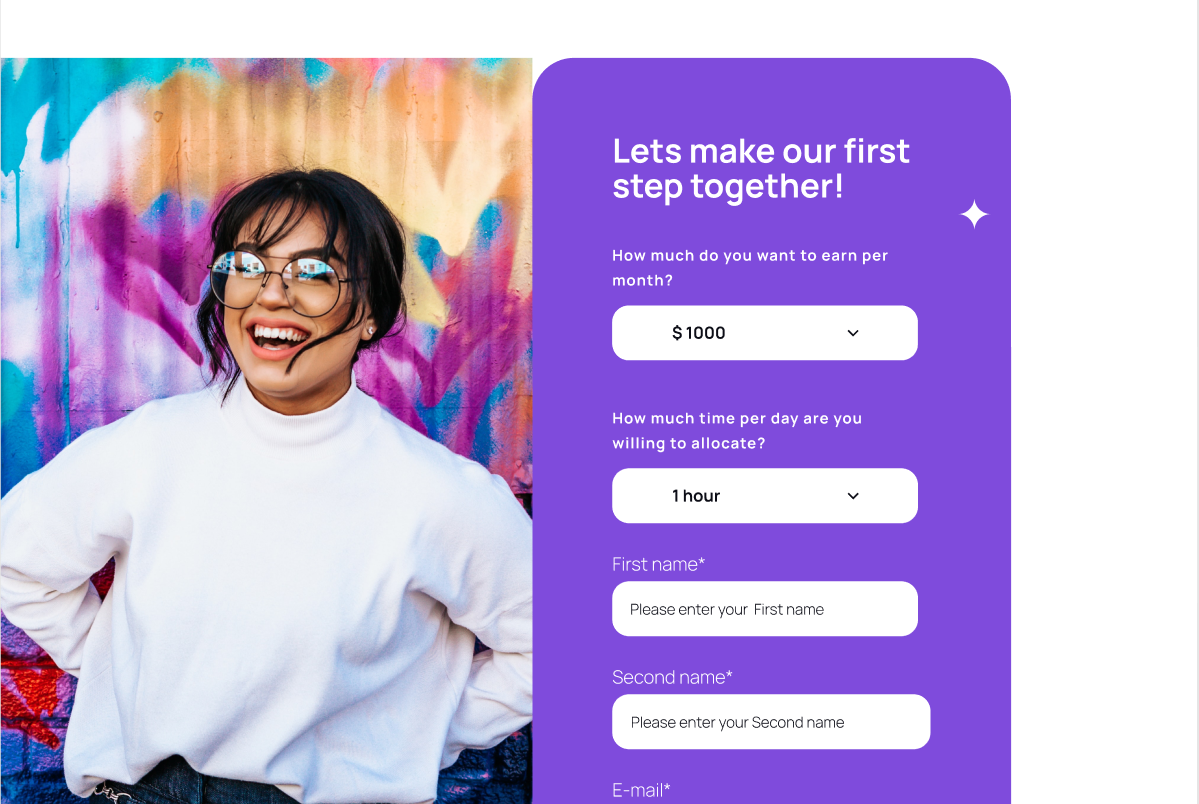 Lets make our first
step together!
How much do you want to earn per
month?
$ 1000
How much time per day are you
willing to allocate?
1 hour
First name*
Please enter your  First name
Second name*
Please enter your Second name
E-mail*